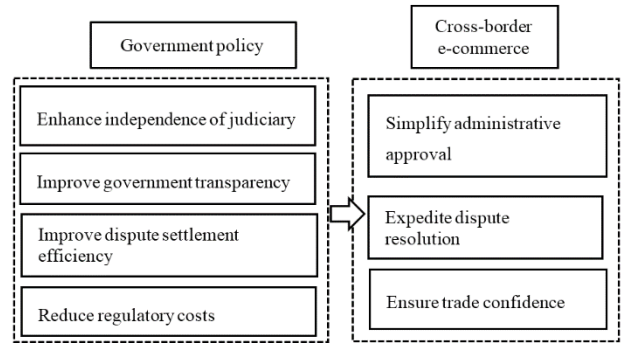 Government policy
Enhance independence of judiciary
Improve government transparency
Improve dispute settlement
efficiency
Reduce regulatory costs
Cross-border
e-commerce
Simplify administrative
approval
Expedite dispute
resolution
Ensure trade confidence